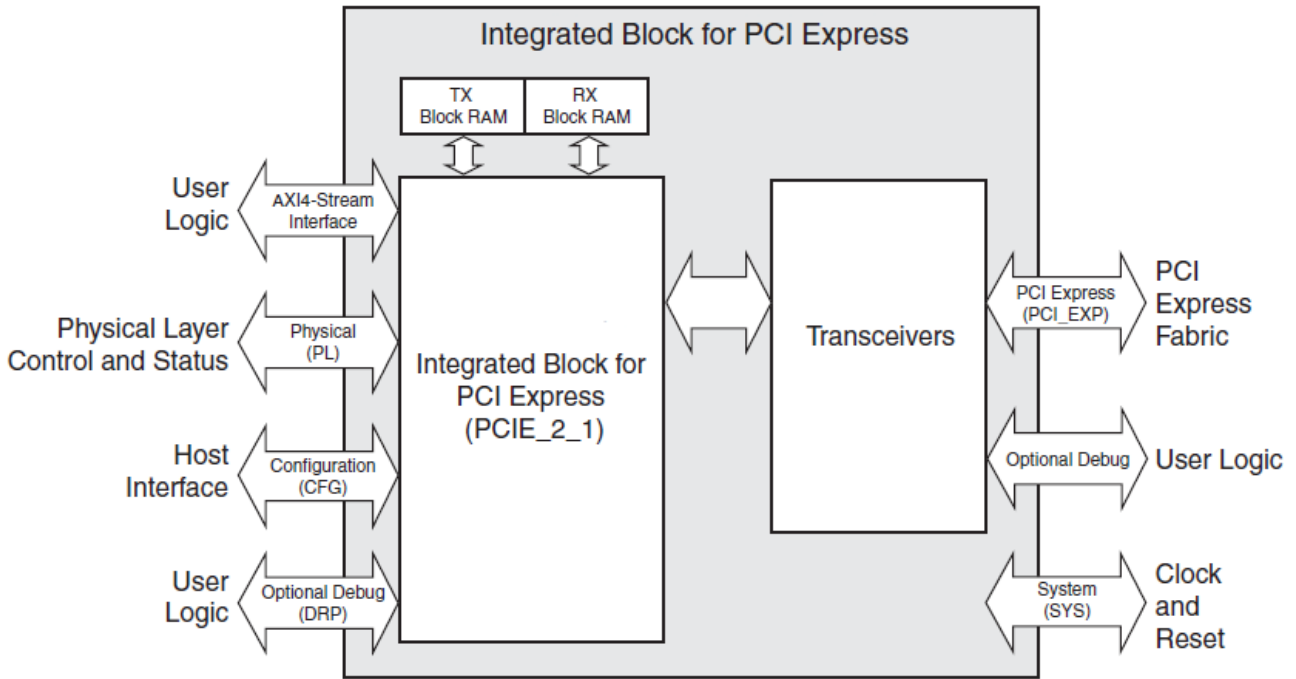 Integrated Block for PCI Express
TX
Block RAM
RX
Block RAM
User
Logic
AXI4-Stream
Interface
Physical Layer
Control and Status
Physical
(PL)
Host
Interface
Configuration
(CFG)
User
Logic
Optional Debug
(DRP)
Integrated Block for
PCI Express
(PCIE_2_1)
Transceivers
PCI Express
(PCI_EXP)
PCI
Express
Fabric
Optional Debug
User Logic
System
(SYS)
Clock
and
Reset